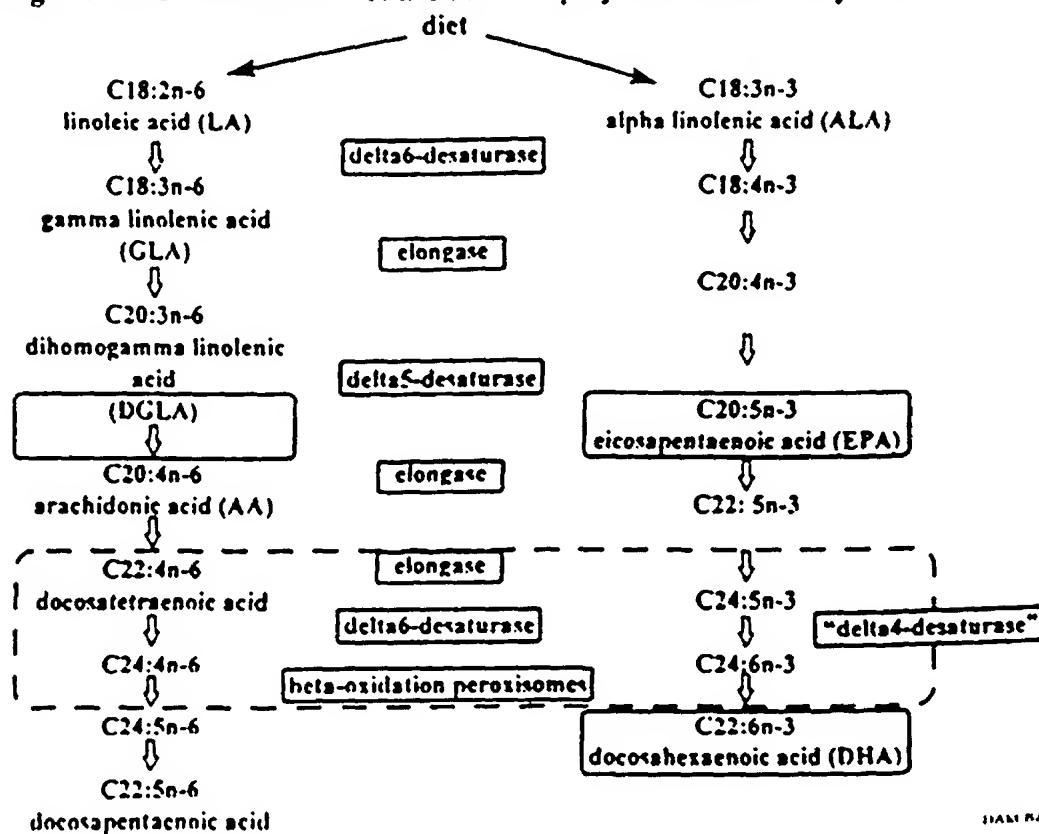 diet
C18:2n-6
linoleic acid (LA)
C18:3n-6
gamma linolenic acid
(GLA)
C20:3n-6
dihomogamma linolenic
acid
(DGLA)
C20:4n-6
arachidonic acid (AA)
C22:4n-6
docosatetraenoic acid
C24:4n-6
C24:5n-6
C22:5n-6
docosapentaenoic acid
delta6-desaturase
elongase
delta5-desaturase
elongase
elongase
delta6-desaturase
beta-oxidation peroxisomes
C18:3n-3
alpha linolenic acid (ALA)
C18:4n-3
C20:4n-3
C20:5n-3
eicosapentaenoic acid (EPA)
C22: 5n-3
C24:5n-3
C24:6n-3
C22:6n-3
docosahexaenoic acid (DHA)
"delta4-desaturase"